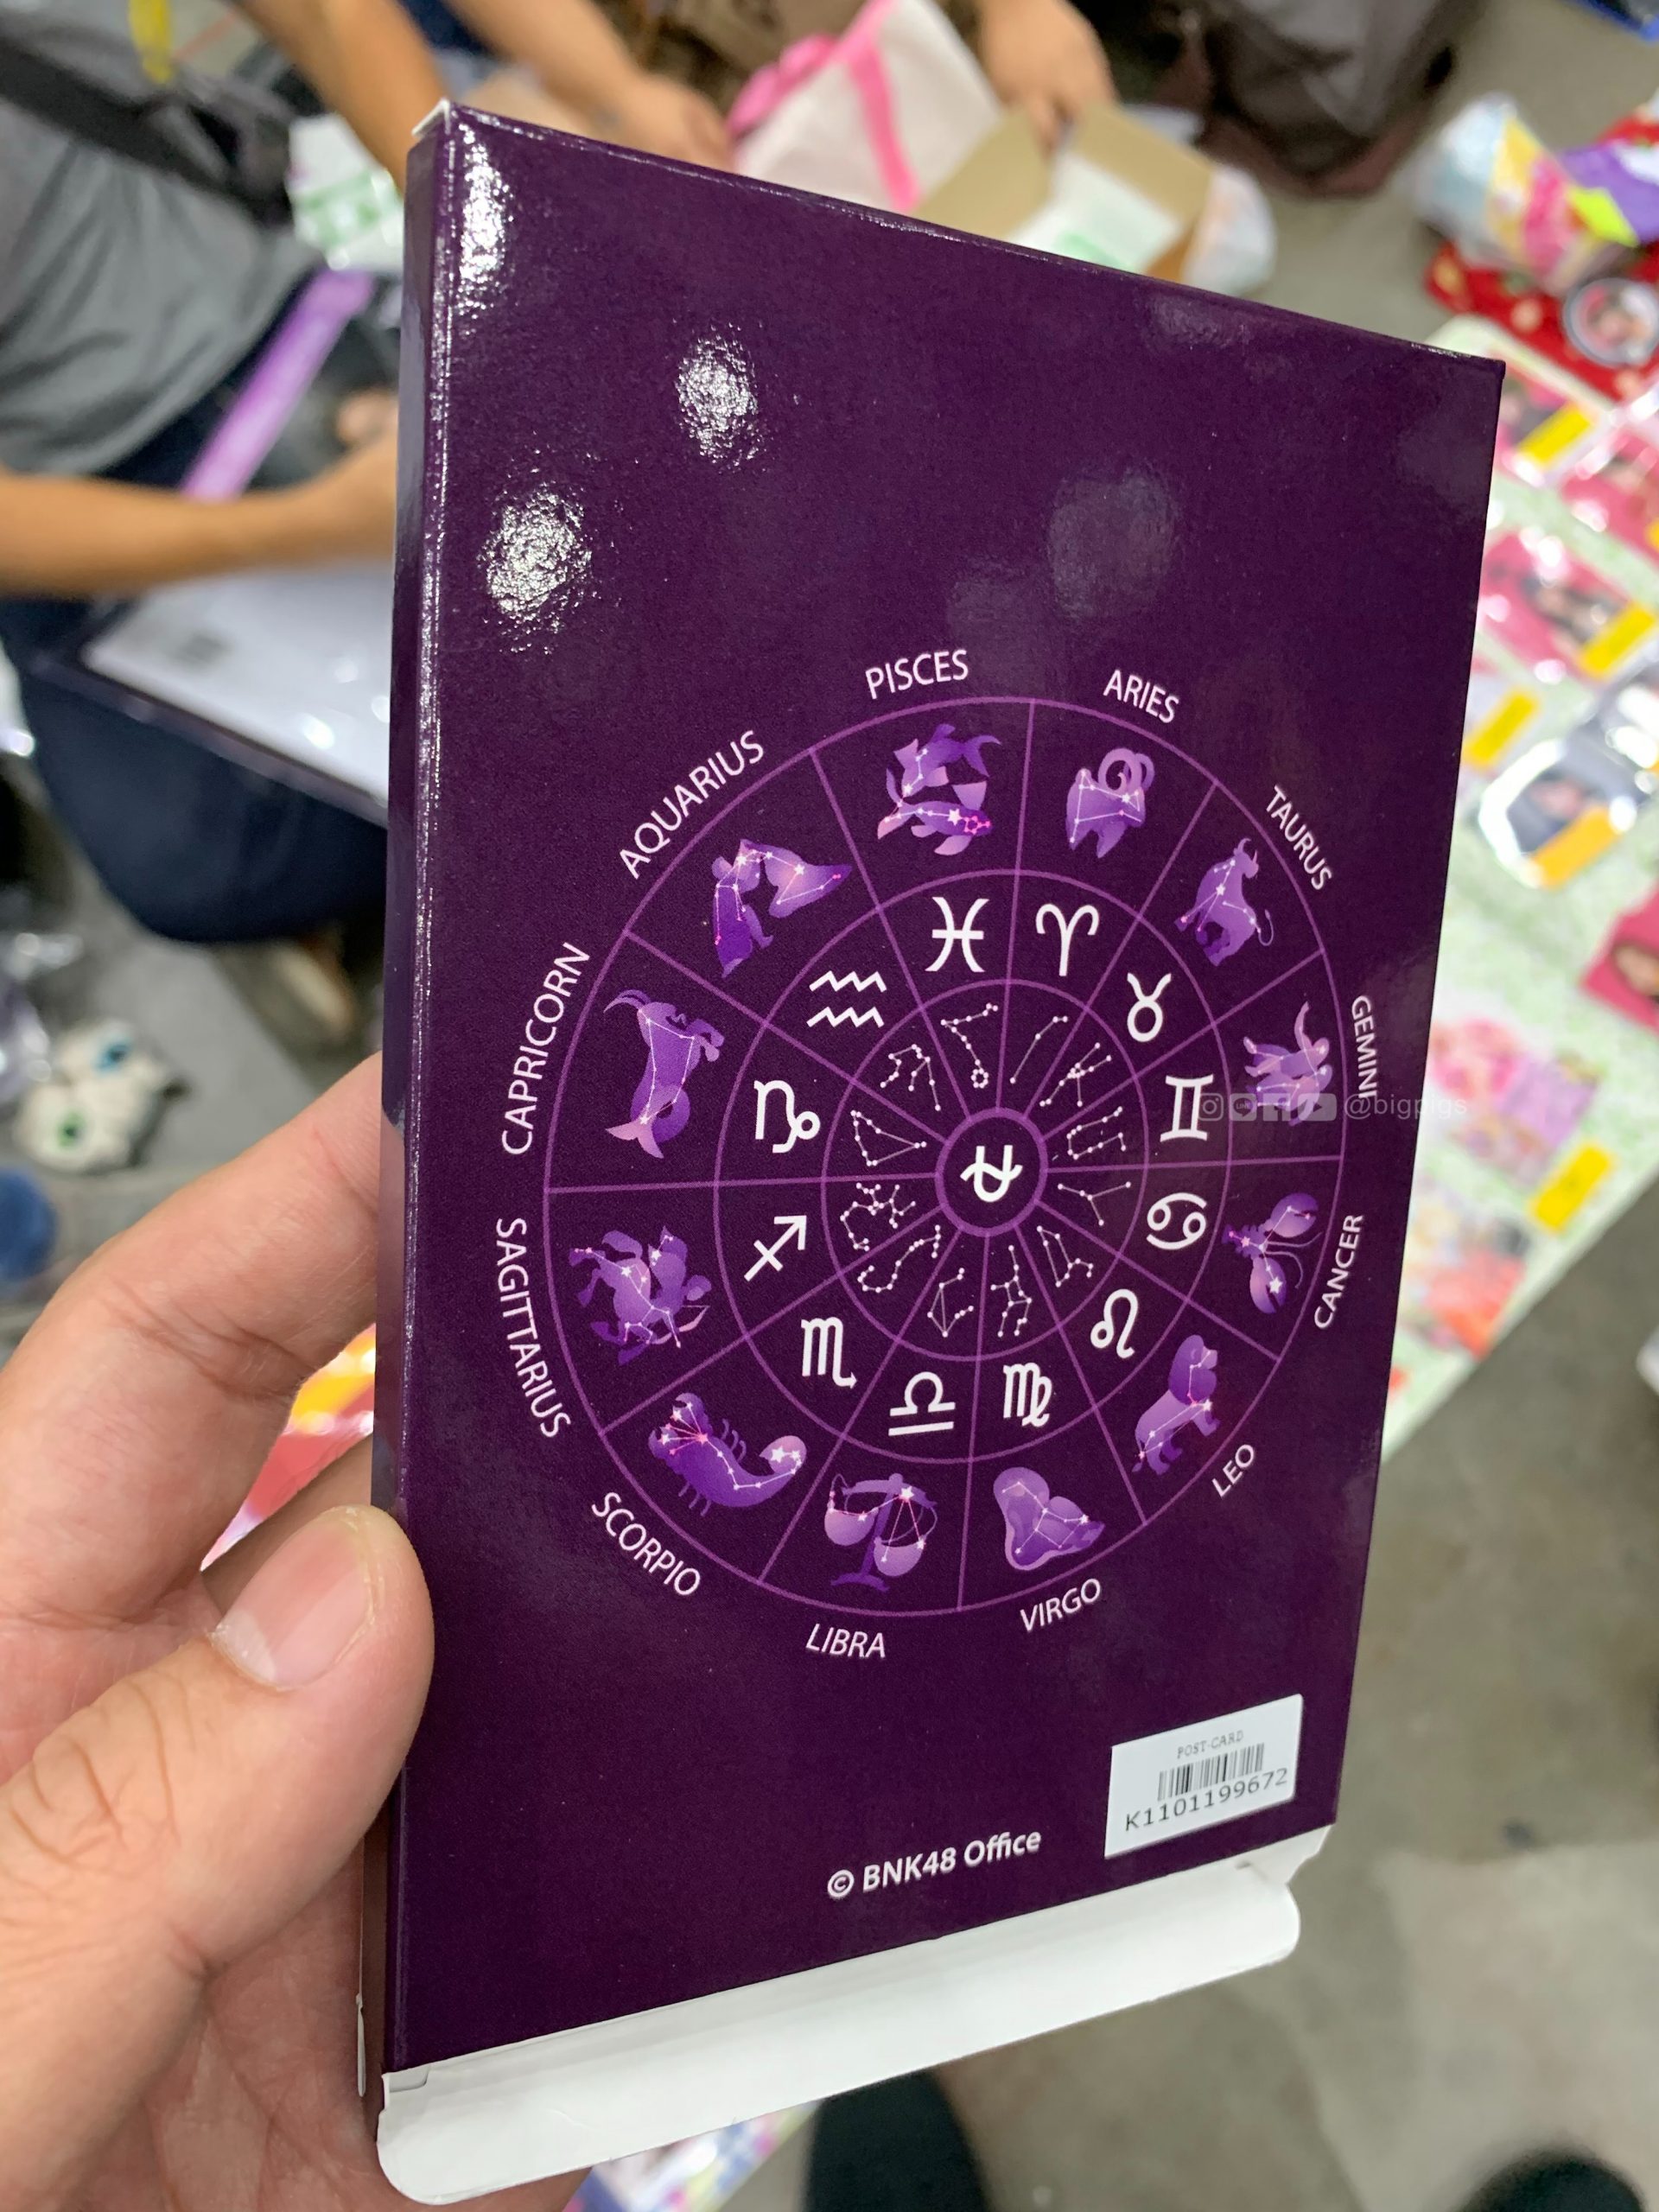 PISCES
ARIES
TAURUS
GEMINI
CANCER
LEO
VIRGO
LIBRA
SCORPIO
SAGITTARIUS
CAPRICORN
AQUARIUS
@bigpigs
POST-CARD
K1101199672
© BNK48 Office